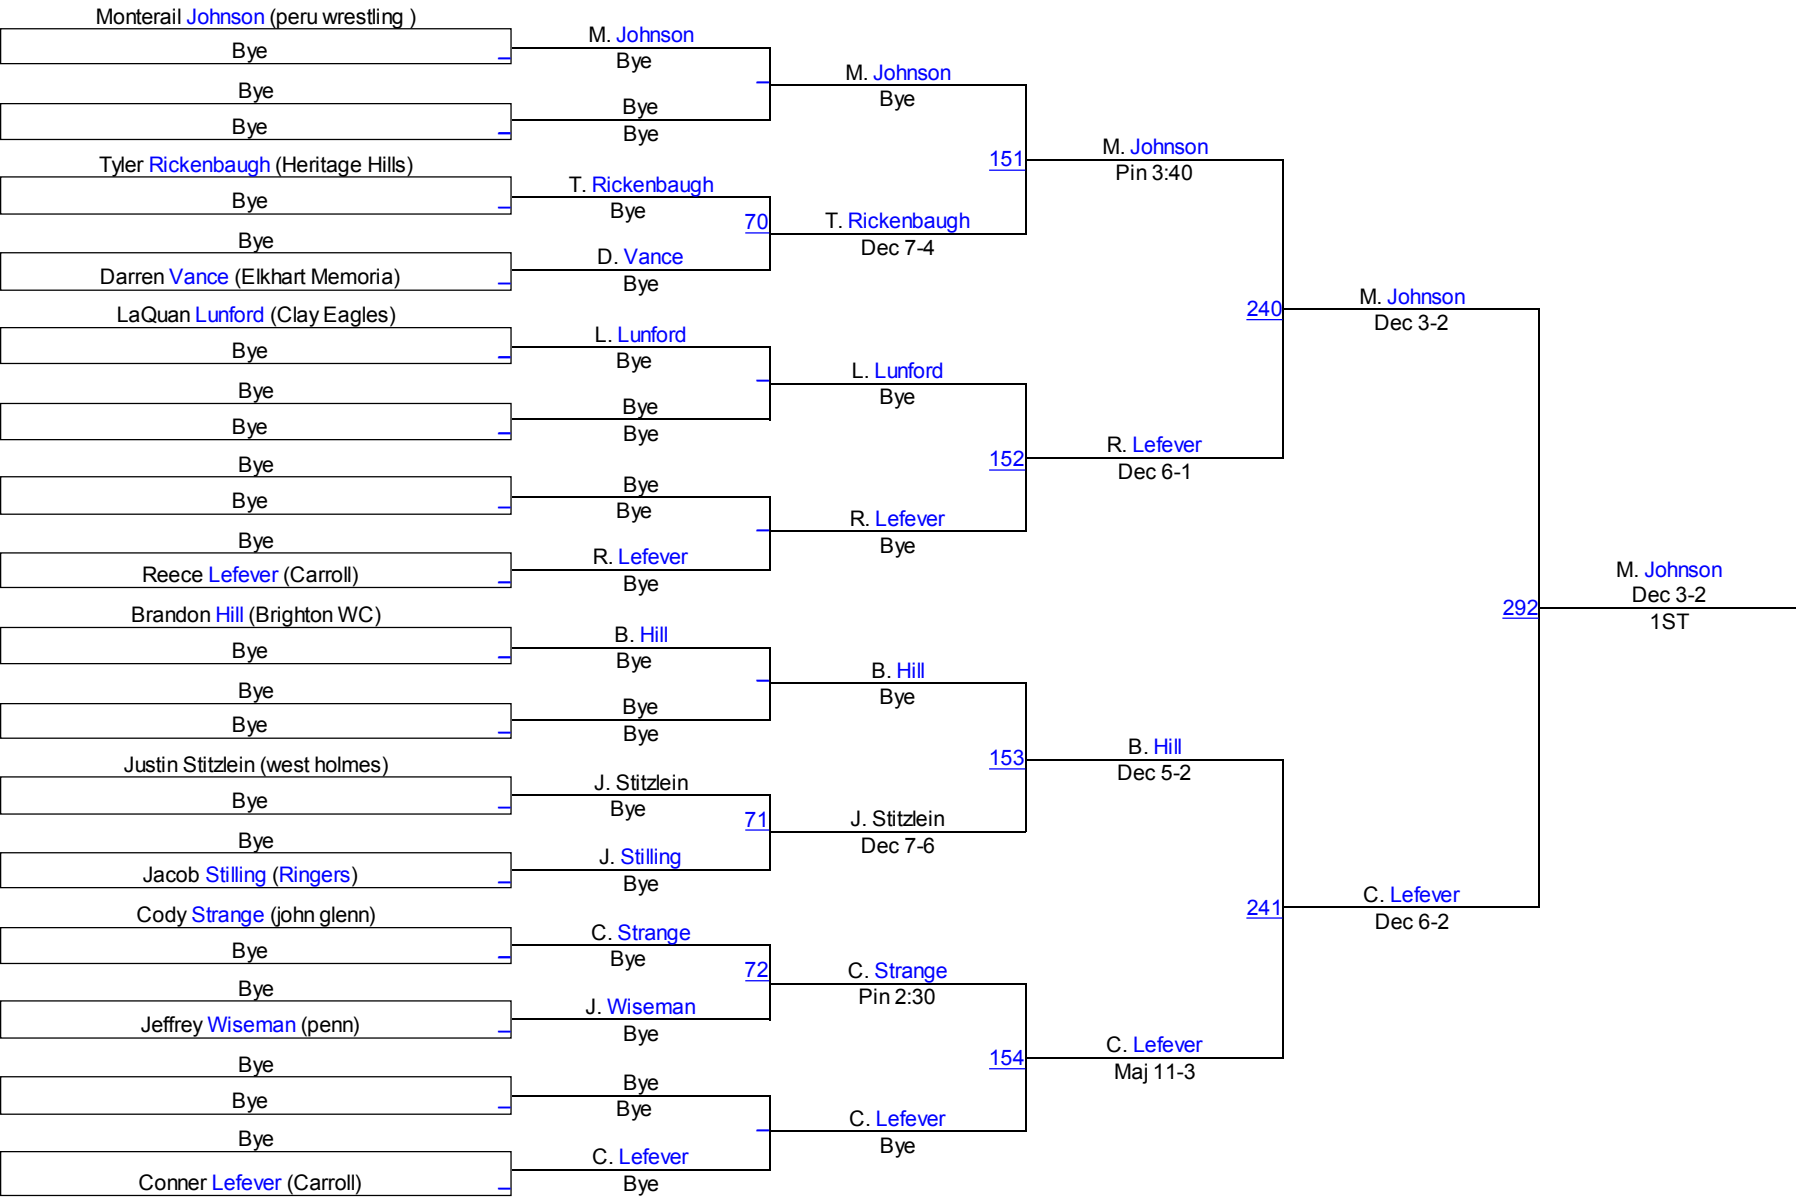 Monterail Johnson (peru wrestling )
Bye
Bye
Bye
Tyler Rickenbaugh (Heritage Hills)
Bye
Bye
Darren Vance (Elkhart Memoria)
LaQuan Lunford (Clay Eagles)
Bye
Bye
Bye
Bye
Bye
Bye
Reece Lefever (Carroll)
Brandon Hill (Brighton WC)
Bye
Bye
Bye
Justin Stitzlein (west holmes)
Bye
Bye
Jacob Stilling (Ringers)
Cody Strange (john glenn)
Bye
Bye
Jeffrey Wiseman (penn)
Bye
Bye
Bye
Conner Lefever (Carroll)
M. Johnson
Bye
Bye
Bye
T. Rickenbaugh
Bye
70
D. Vance
Bye
L. Lunford
Bye
Bye
Bye
Bye
Bye
R. Lefever
Bye
B. Hill
Bye
Bye
Bye
J. Stitzlein
Bye
71
J. Stilling
Bye
C. Strange
Bye
72
J. Wiseman
Bye
Bye
Bye
C. Lefever
Bye
M. Johnson
Bye
151
T. Rickenbaugh
Dec 7-4
L. Lunford
Bye
152
R. Lefever
Bye
B. Hill
Bye
153
J. Stitzlein
Dec 7-6
C. Strange
Pin 2:30
154
C. Lefever
Bye
M. Johnson
Pin 3:40
240
R. Lefever
Dec 6-1
B. Hill
Dec 5-2
241
C. Lefever
Maj 11-3
M. Johnson
Dec 3-2
292
C. Lefever
Dec 6-2
M. Johnson
Dec 3-2
1ST